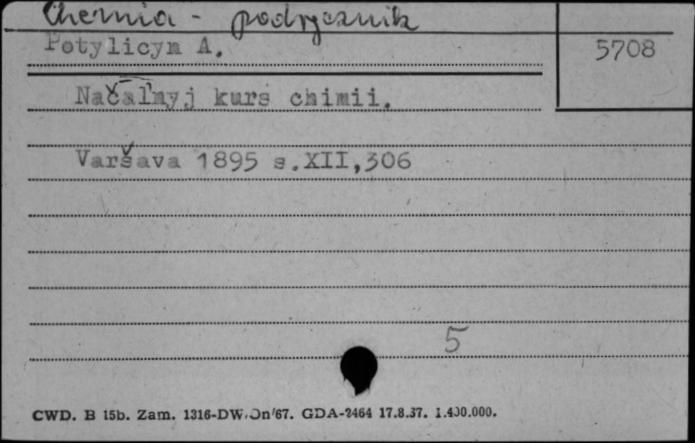 Chemia - podręcznik
Potylicyn A.
5708
Načal'nyj kurs chimii.
Varšava 1895 s.XII,306
5
CWD. B 15b. Zam. 1316-DW.On/67. GDA-2464 17.8.37. 1.400.000.